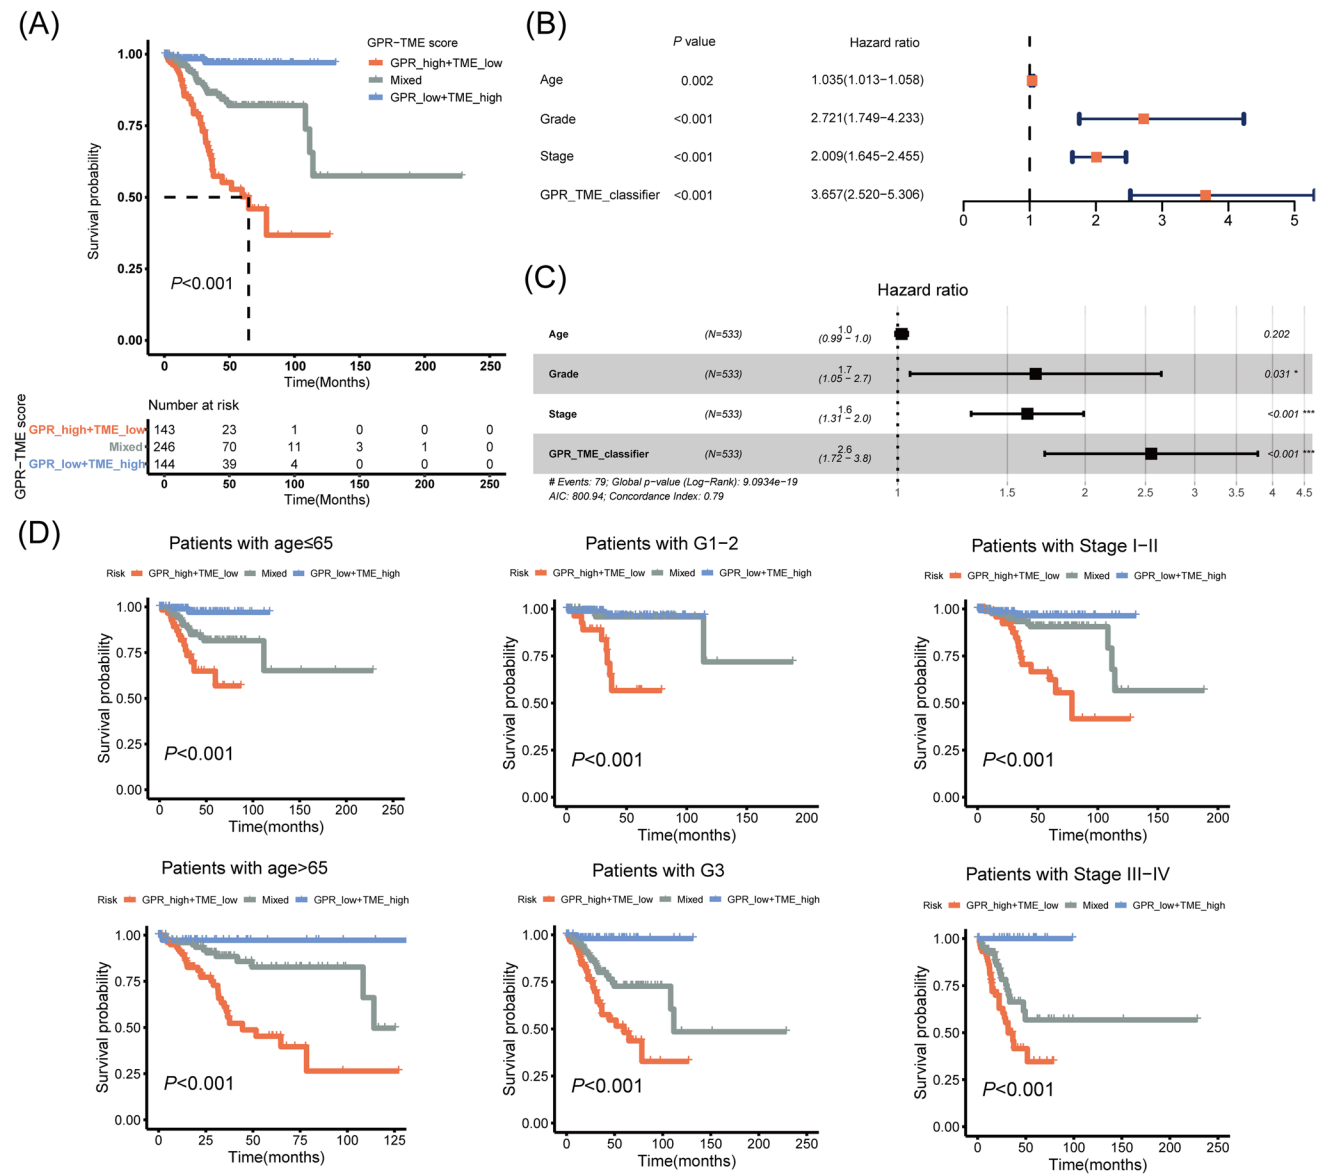 (A)
GPR−TME score
GPR_high+TME_low
Mixed
GPR_low+TME_high
Survival probability
1.00
0.75
0.50
0.25
0.00
P<0.001
0 50 100 150 200 250
Time(Months)
Number at risk
GPR−TME score
GPR_high+TME_low 143 23 1 0 0 0
Mixed 246 70 11 3 1 0
GPR_low+TME_high 144 39 4 0 0 0
0 50 100 150 200 250
Time(Months)
(B)
P value Hazard ratio
Age 0.002 1.035(1.013−1.058)
Grade <0.001 2.721(1.749−4.233)
Stage <0.001 2.009(1.645−2.455)
GPR_TME_classifier <0.001 3.657(2.520−5.306)
0 1 2 3 4 5
(C)
Hazard ratio
Age (N=533) 1.0 (0.99 − 1.0) 0.202
Grade (N=533) 1.7 (1.05 − 2.7) 0.031 *
Stage (N=533) 1.6 (1.31 − 2.0) <0.001 ***
GPR_TME_classifier (N=533) 2.6 (1.72 − 3.8) <0.001 ***
# Events: 79; Global p−value (Log−Rank): 9.0934e−19
AIC: 800.94; Concordance Index: 0.79
1 1.5 2 2.5 3 3.5 4 4.5
(D)
Patients with age≤65
Risk GPR_high+TME_low Mixed GPR_low+TME_high
Survival probability
1.00
0.75
0.50
0.25
0.00
P<0.001
0 50 100 150 200 250
Time(months)
Patients with G1−2
Risk GPR_high+TME_low Mixed GPR_low+TME_high
Survival probability
1.00
0.75
0.50
0.25
0.00
P<0.001
0 50 100 150 200
Time(months)
Patients with Stage I−II
Risk GPR_high+TME_low Mixed GPR_low+TME_high
Survival probability
1.00
0.75
0.50
0.25
0.00
P<0.001
0 50 100 150 200
Time(months)
Patients with age>65
Risk GPR_high+TME_low Mixed GPR_low+TME_high
Survival probability
1.00
0.75
0.50
0.25
0.00
P<0.001
0 25 50 75 100 125
Time(months)
Patients with G3
Risk GPR_high+TME_low Mixed GPR_low+TME_high
Survival probability
1.00
0.75
0.50
0.25
0.00
P<0.001
0 50 100 150 200 250
Time(months)
Patients with Stage III−IV
Risk GPR_high+TME_low Mixed GPR_low+TME_high
Survival probability
1.00
0.75
0.50
0.25
0.00
P<0.001
0 50 100 150 200 250
Time(months)